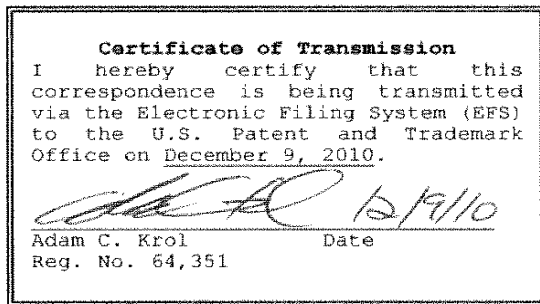 Certificate of Transmission
I hereby certify that this
correspondence is being transmitted
via the Electronic Filing System (EFS)
to the U.S. Patent and Trademark
Office on December 9, 2010.
12/9/10
Adam C. Krol Date
Reg. No. 64,351